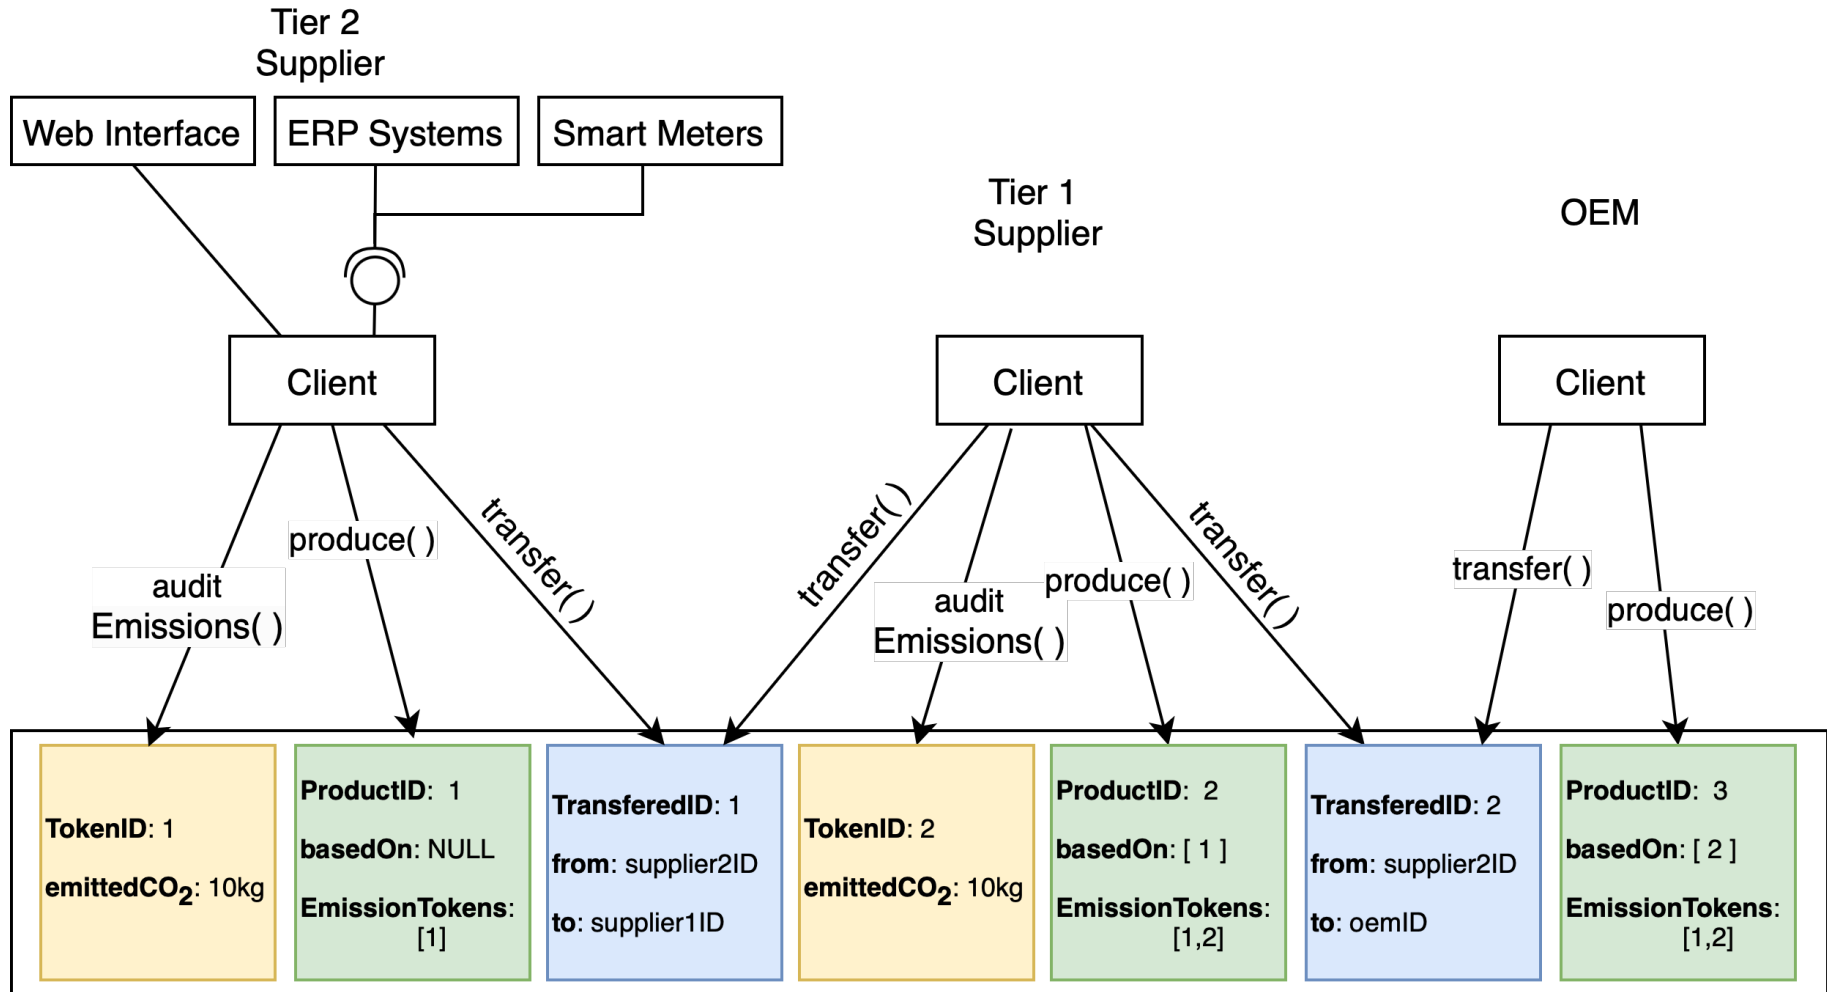 Tier 2
Supplier
Web Interface
ERP Systems
Smart Meters
Tier 1
Supplier
OEM
Client
Client
Client
audit
Emissions( )
produce( )
transfer( )
transfer( )
audit
Emissions( )
produce( )
transfer( )
transfer( )
produce( )
TokenID: 1
emittedCO2: 10kg
ProductID: 1
basedOn: NULL
EmissionTokens:
[1]
TransferedID: 1
from: supplier2ID
to: supplier1ID
TokenID: 2
emittedCO2: 10kg
ProductID: 2
basedOn: [ 1 ]
EmissionTokens:
[1,2]
TransferedID: 2
from: supplier2ID
to: oemID
ProductID: 3
basedOn: [ 2 ]
EmissionTokens:
[1,2]